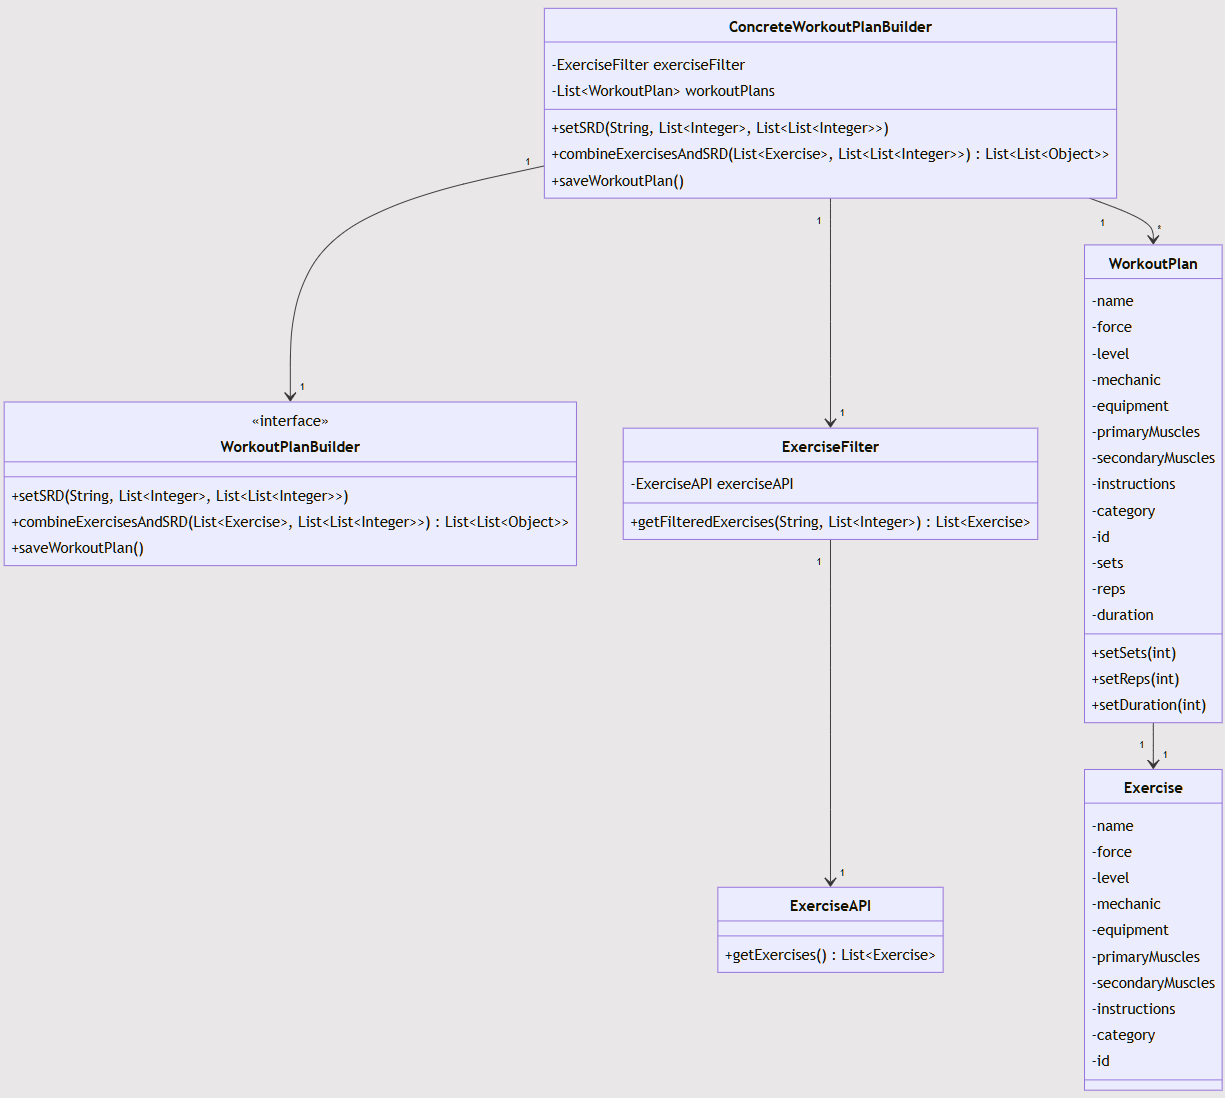 ConcreteWorkoutPlanBuilder
-ExerciseFilter exerciseFilter
-List<WorkoutPlan> workoutPlans
+setSRD(String, List<Integer>, List<List<Integer>>)
+combineExercisesAndSRD(List<Exercise>, List<List<Integer>>) : List<List<Object>>
+saveWorkoutPlan()
1
1
1
*
1
1
«interface»
WorkoutPlanBuilder
+setSRD(String, List<Integer>, List<List<Integer>>)
+combineExercisesAndSRD(List<Exercise>, List<List<Integer>>) : List<List<Object>>
+saveWorkoutPlan()
ExerciseFilter
-ExerciseAPI exerciseAPI
+getFilteredExercises(String, List<Integer>) : List<Exercise>
1
1
ExerciseAPI
+getExercises() : List<Exercise>
WorkoutPlan
-name
-force
-level
-mechanic
-equipment
-primaryMuscles
-secondaryMuscles
-instructions
-category
-id
-sets
-reps
-duration
+setSets(int)
+setReps(int)
+setDuration(int)
1
1
Exercise
-name
-force
-level
-mechanic
-equipment
-primaryMuscles
-secondaryMuscles
-instructions
-category
-id